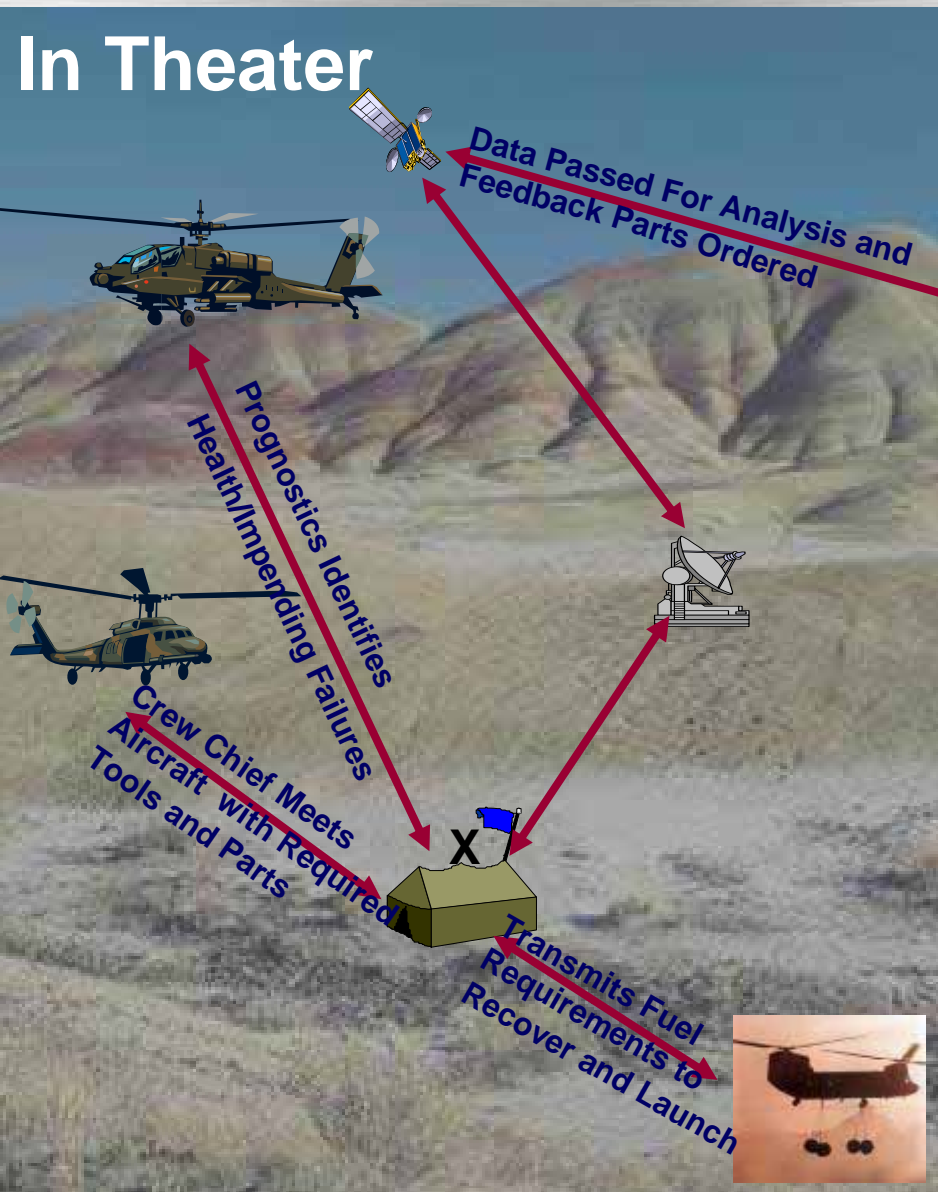 In Theater
Data Passed For Analysis and
Feedback Parts Ordered
Prognostics Identifies
Health/Impending Failures
Crew Chief Meets
Aircraft with Required
Tools and Parts
X
Transmits Fuel
Requirements to
Recover and Launch